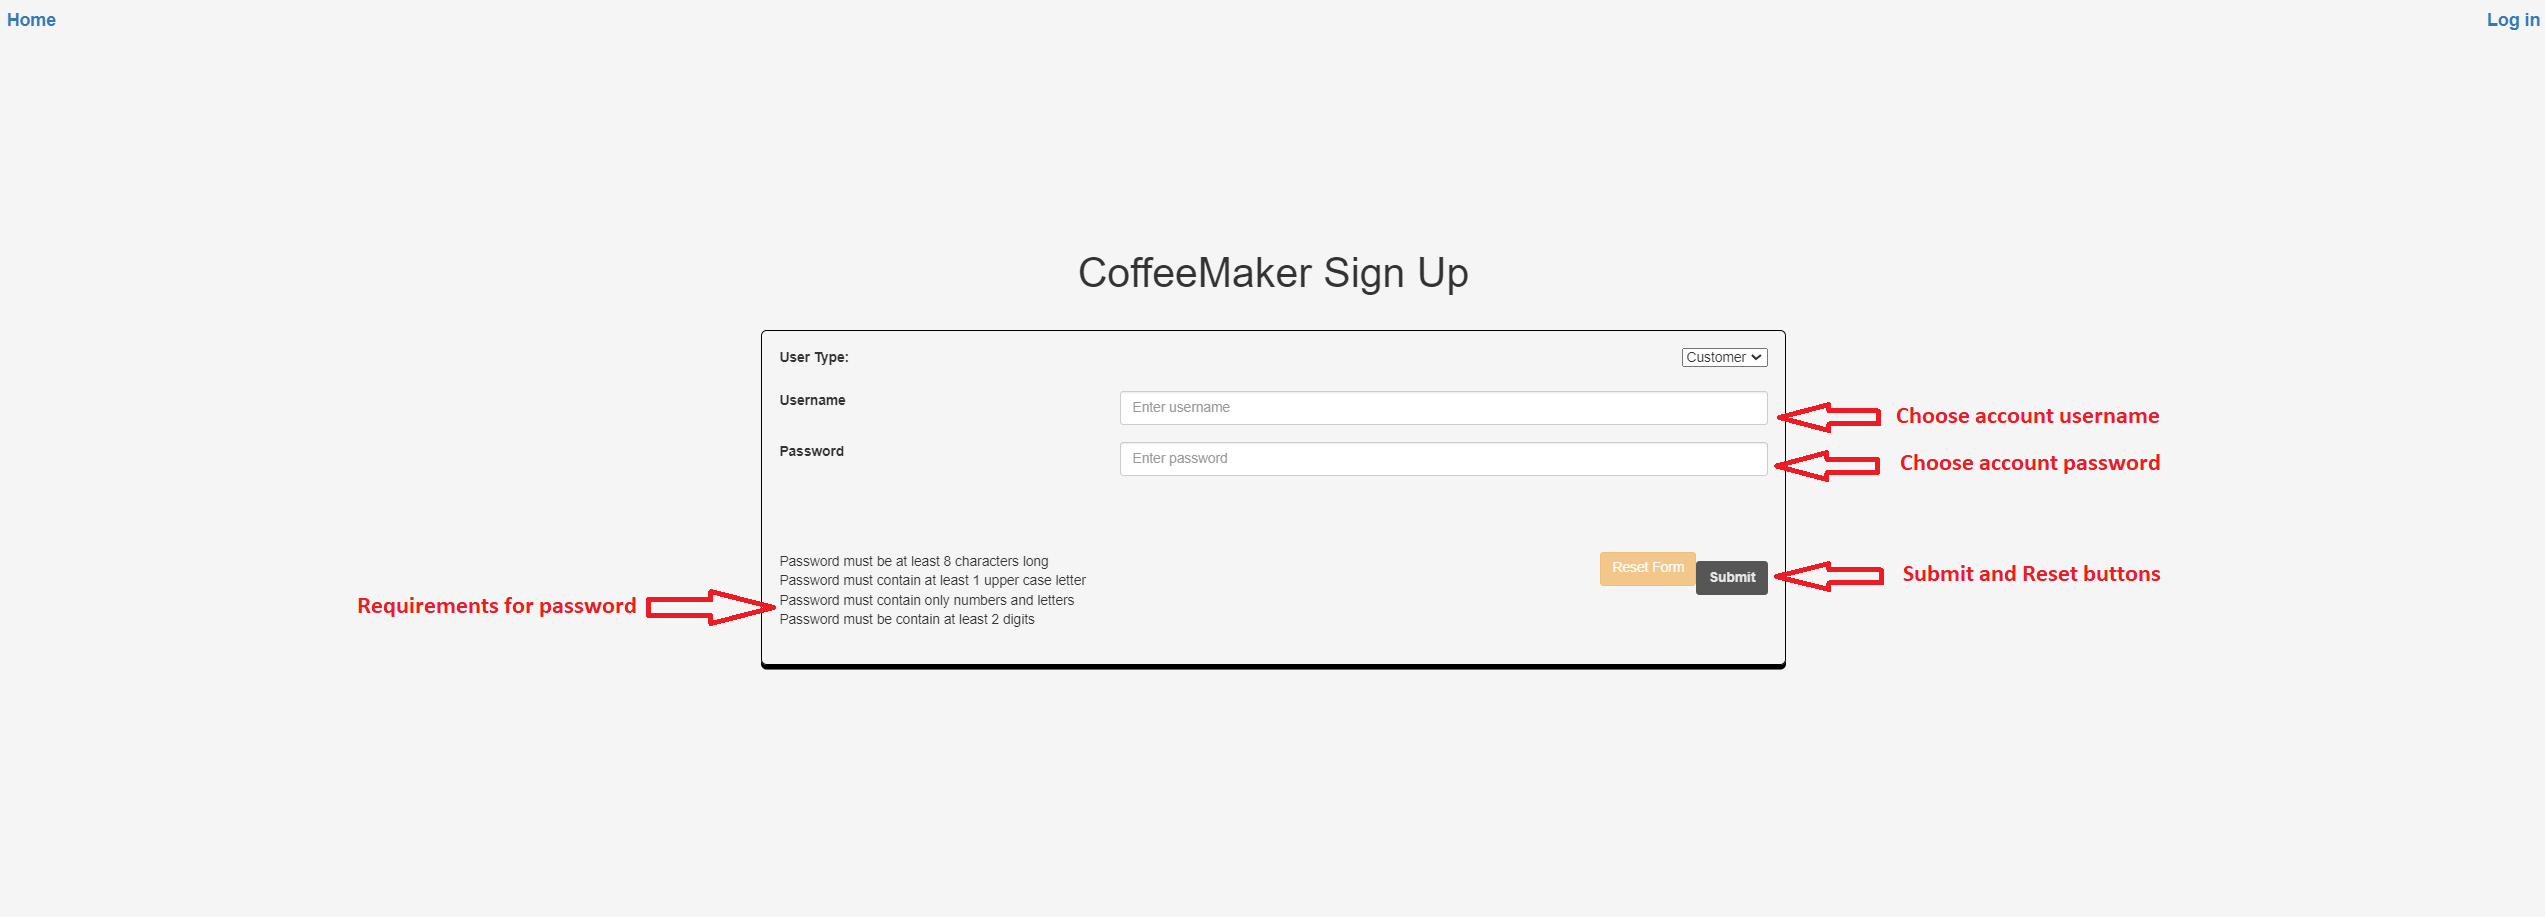 Home
Log in
CoffeeMaker Sign Up
User Type:
Customer
Username
Enter username
Choose account username
Password
Enter password
Choose account password
Password must be at least 8 characters long
Password must contain at least 1 upper case letter
Password must contain only numbers and letters
Password must be contain at least 2 digits
Requirements for password
Reset Form
Submit
Submit and Reset buttons